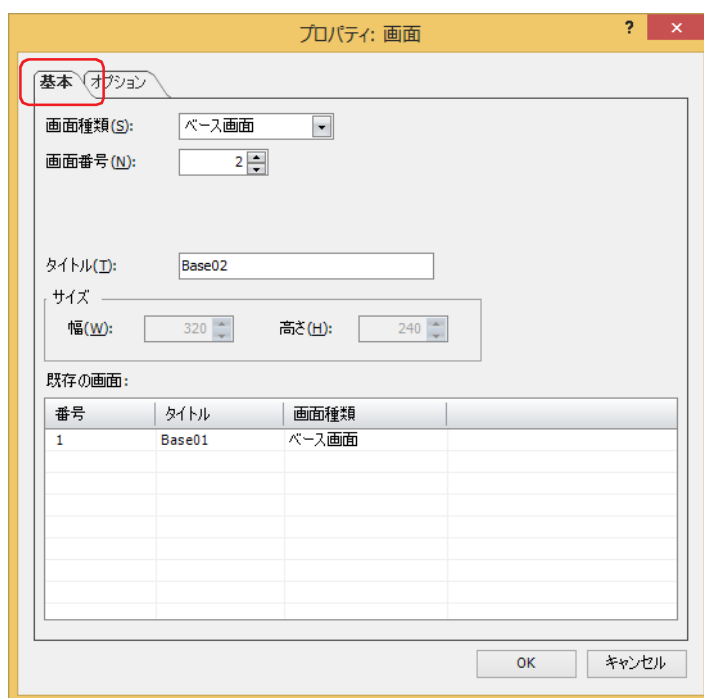 プロパティ: 画面 ? ×
基本 オプション
画面種類(S): ベース画面
画面番号(N): 2
タイトル(T): Base02
サイズ
幅(W): 320 高さ(H): 240
既存の画面:
番号 タイトル 画面種類
1 Base01 ベース画面
OK キャンセル